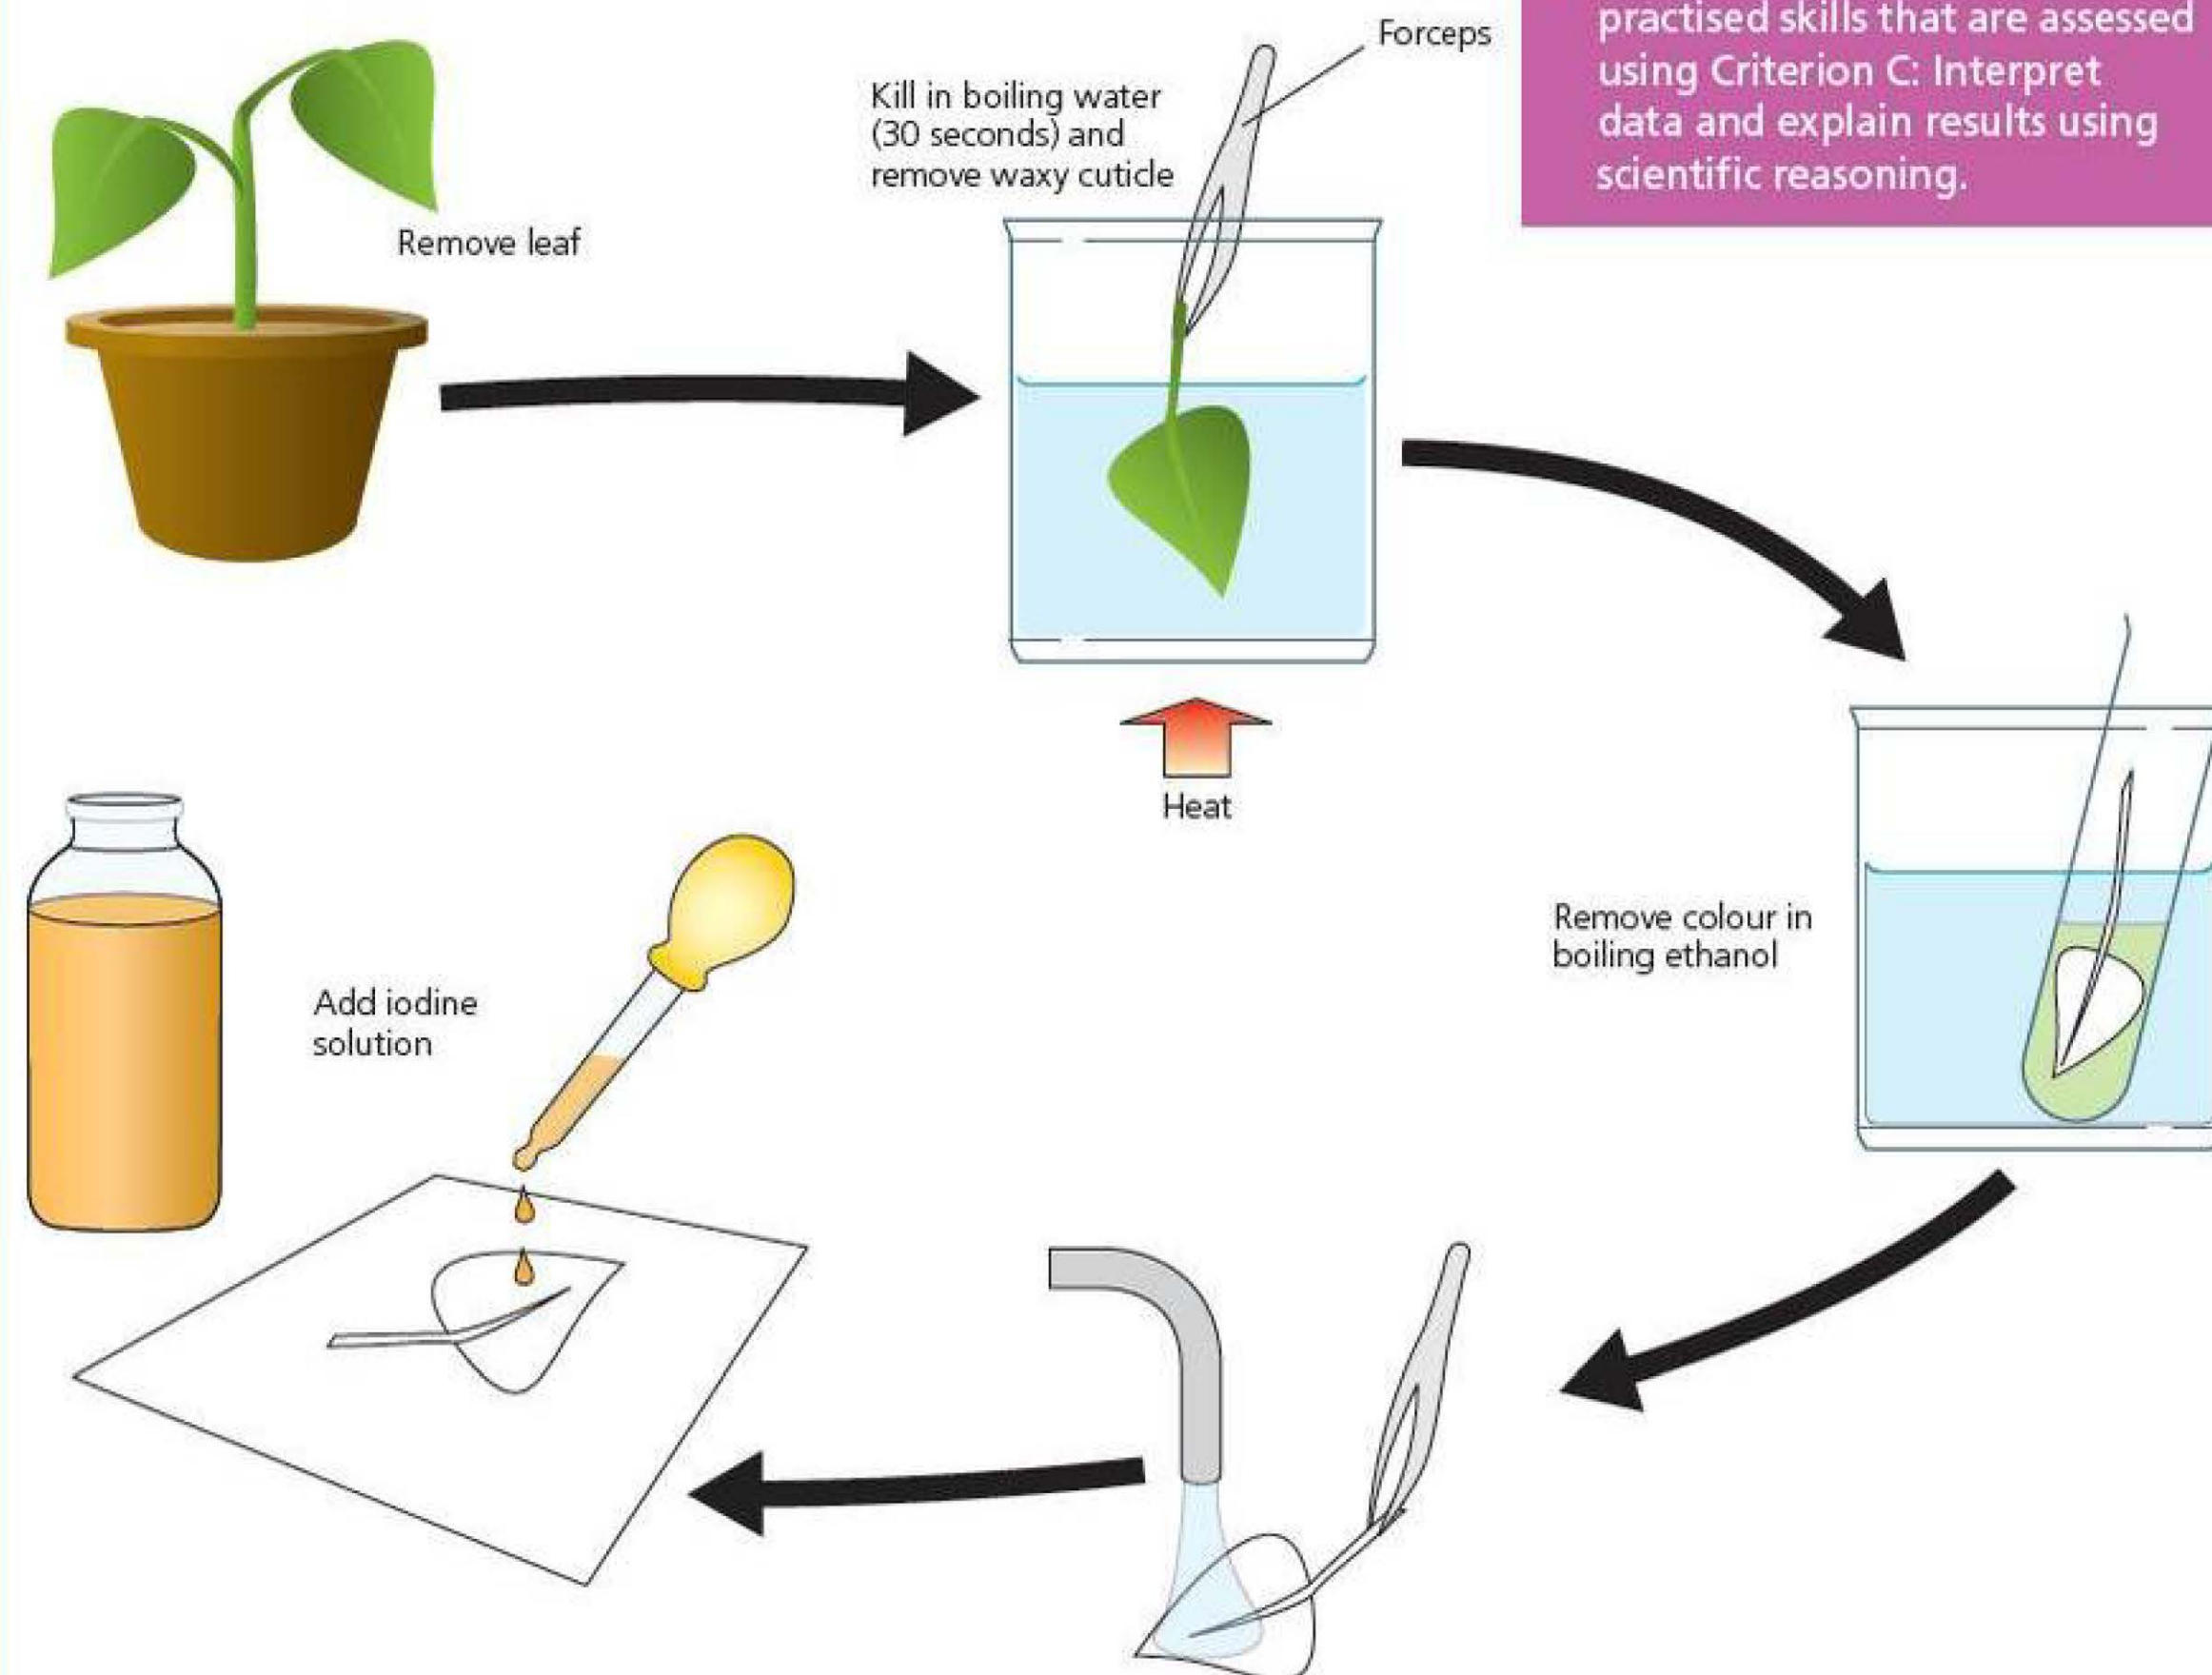 practised skills that are assessed
using Criterion C: Interpret
data and explain results using
scientific reasoning.
Forceps
Kill in boiling water
(30 seconds) and
remove waxy cuticle
Remove leaf
Heat
Remove colour in
boiling ethanol
Add iodine
solution